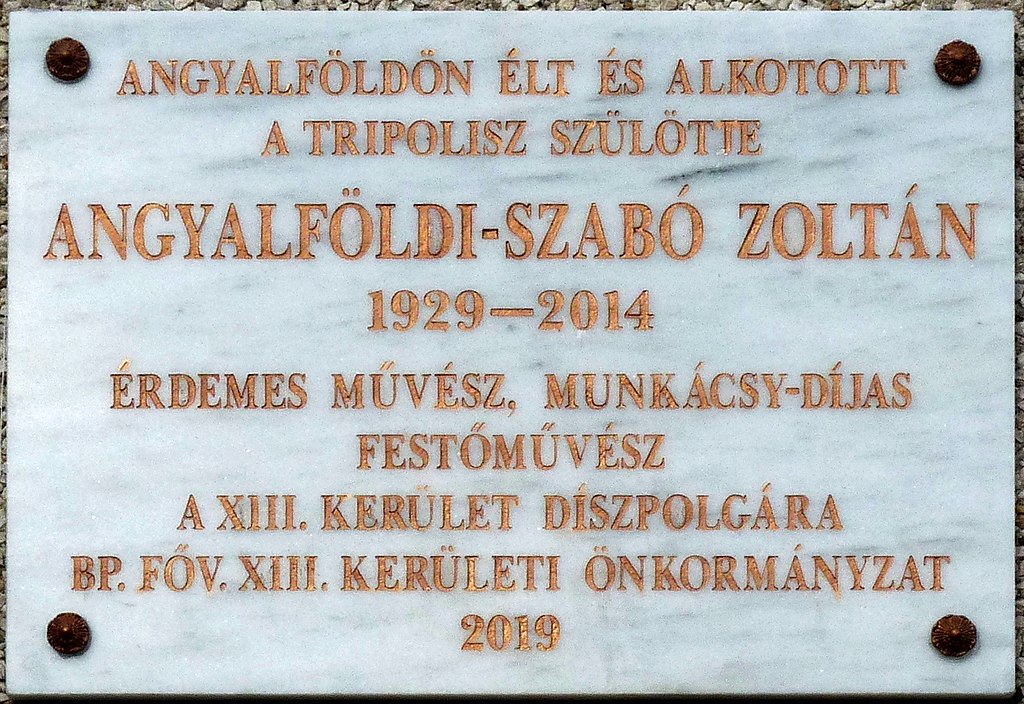 ANGYALFÖLDÖN ÉLT ÉS ALKOTOTT
A TRIPOLISZ SZÜLÖTTE
ANGYALFÖLDI-SZABÓ ZOLTÁN
1929—2014
ÉRDEMES MŰVÉSZ, MUNKÁCSY-DÍJAS
FESTŐMŰVÉSZ
A XIII. KERÜLET DÍSZPOLGÁRA
BP. FŐV. XIII. KERÜLETI ÖNKORMÁNYZAT
2019